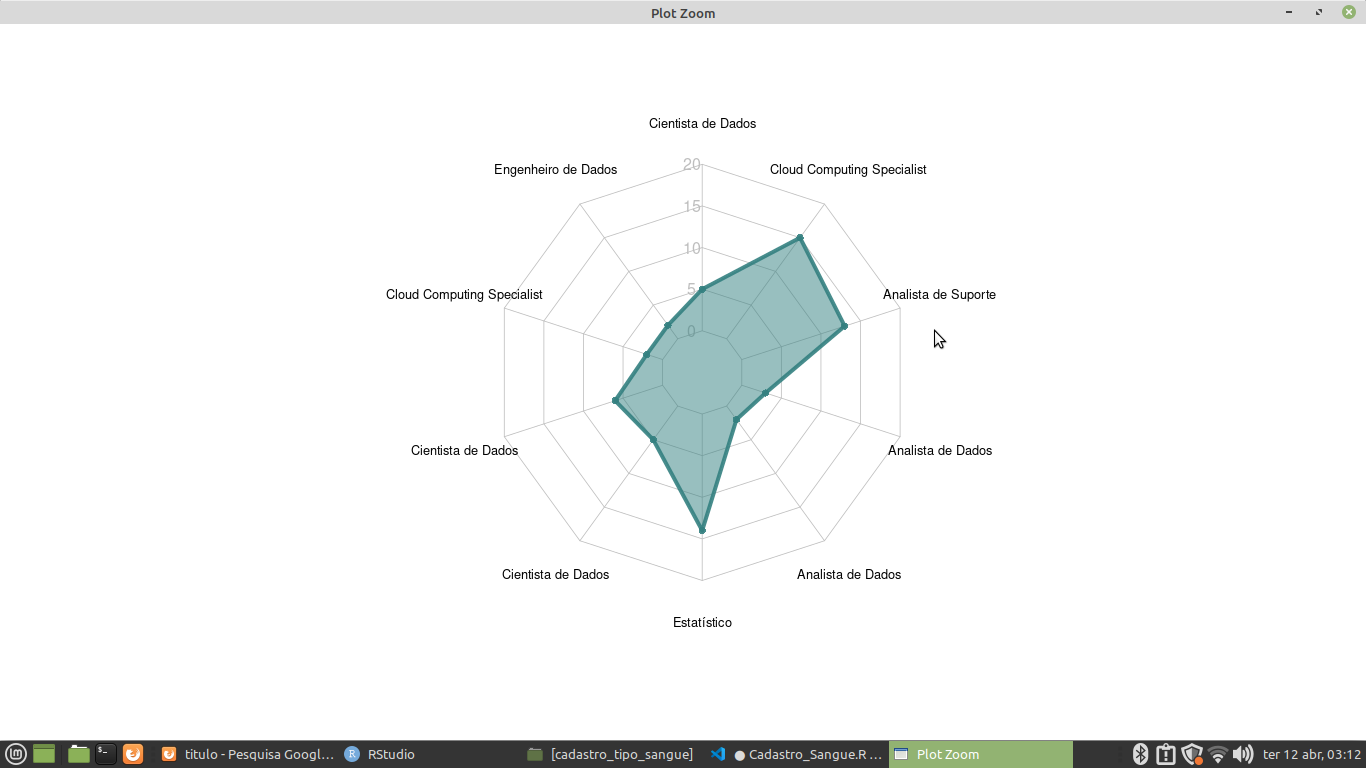 Plot Zoom
Cientista de Dados
Engenheiro de Dados
Cloud Computing Specialist
20
15
10
5
0
Cloud Computing Specialist
Analista de Suporte
Cientista de Dados
Analista de Dados
Cientista de Dados
Analista de Dados
Estatístico
titulo - Pesquisa Googl...
R RStudio
[cadastro_tipo_sangue]
● Cadastro_Sangue.R ...
Plot Zoom
ter 12 abr, 03:12